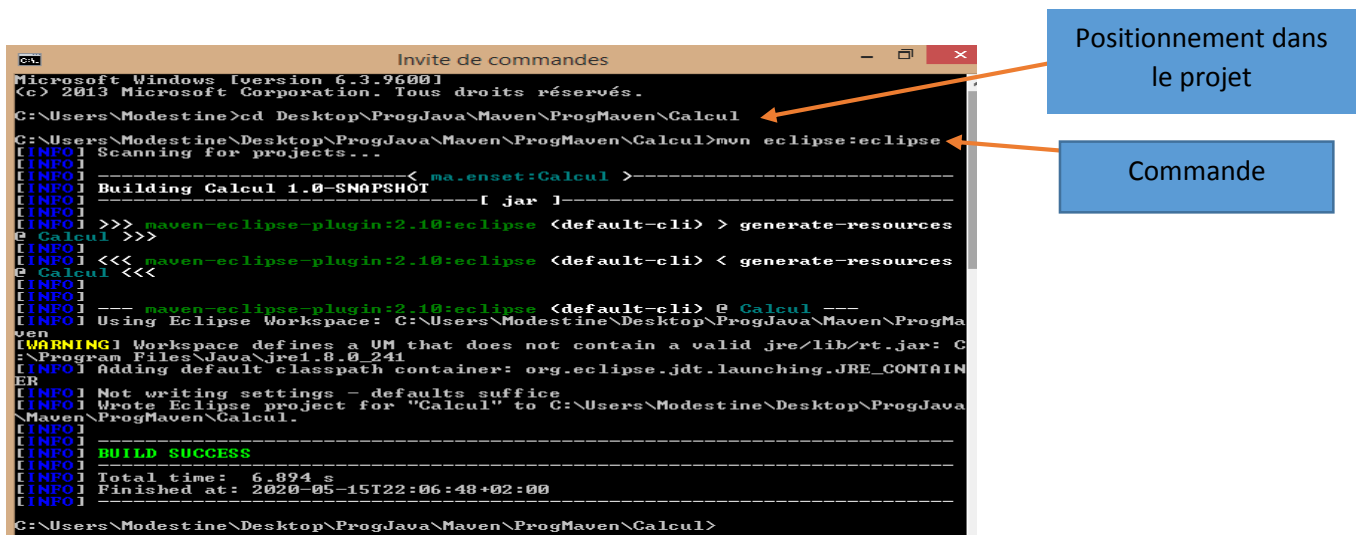 Positionnement dans
le projet
Commande
Invite de commandes
Microsoft Windows [version 6.3.9600]
(c) 2013 Microsoft Corporation. Tous droits réservés.
C:\Users\Modestine>cd Desktop\ProgJava\Maven\ProgMaven\Calcul
C:\Users\Modestine\Desktop\ProgJava\Maven\ProgMaven\Calcul>mvn eclipse:eclipse
[INFO] Scanning for projects...
[INFO]
[INFO] ---------------------------< ma.enset:Calcul >---------------------------
[INFO] Building Calcul 1.0-SNAPSHOT
[INFO] --------------------------------[ jar ]---------------------------------
[INFO]
[INFO] >>> maven-eclipse-plugin:2.10:eclipse (default-cli) > generate-resources
@ Calcul >>>
[INFO]
[INFO] <<< maven-eclipse-plugin:2.10:eclipse (default-cli) < generate-resources
@ Calcul <<<
[INFO]
[INFO]
[INFO] --- maven-eclipse-plugin:2.10:eclipse (default-cli) @ Calcul ---
[INFO] Using Eclipse Workspace: C:\Users\Modestine\Desktop\ProgJava\Maven\ProgMa
ven
[WARNING] Workspace defines a VM that does not contain a valid jre/lib/rt.jar: C
:\Program Files\Java\jre1.8.0_241
[INFO] Adding default classpath container: org.eclipse.jdt.launching.JRE_CONTAIN
ER
[INFO] Not writing settings - defaults suffice
[INFO] Wrote Eclipse project for "Calcul" to C:\Users\Modestine\Desktop\ProgJava
\Maven\ProgMaven\Calcul.
[INFO]
[INFO] ------------------------------------------------------------------------
[INFO] BUILD SUCCESS
[INFO] ------------------------------------------------------------------------
[INFO] Total time: 6.894 s
[INFO] Finished at: 2020-05-15T22:06:48+02:00
[INFO] ------------------------------------------------------------------------
C:\Users\Modestine\Desktop\ProgJava\Maven\ProgMaven\Calcul>